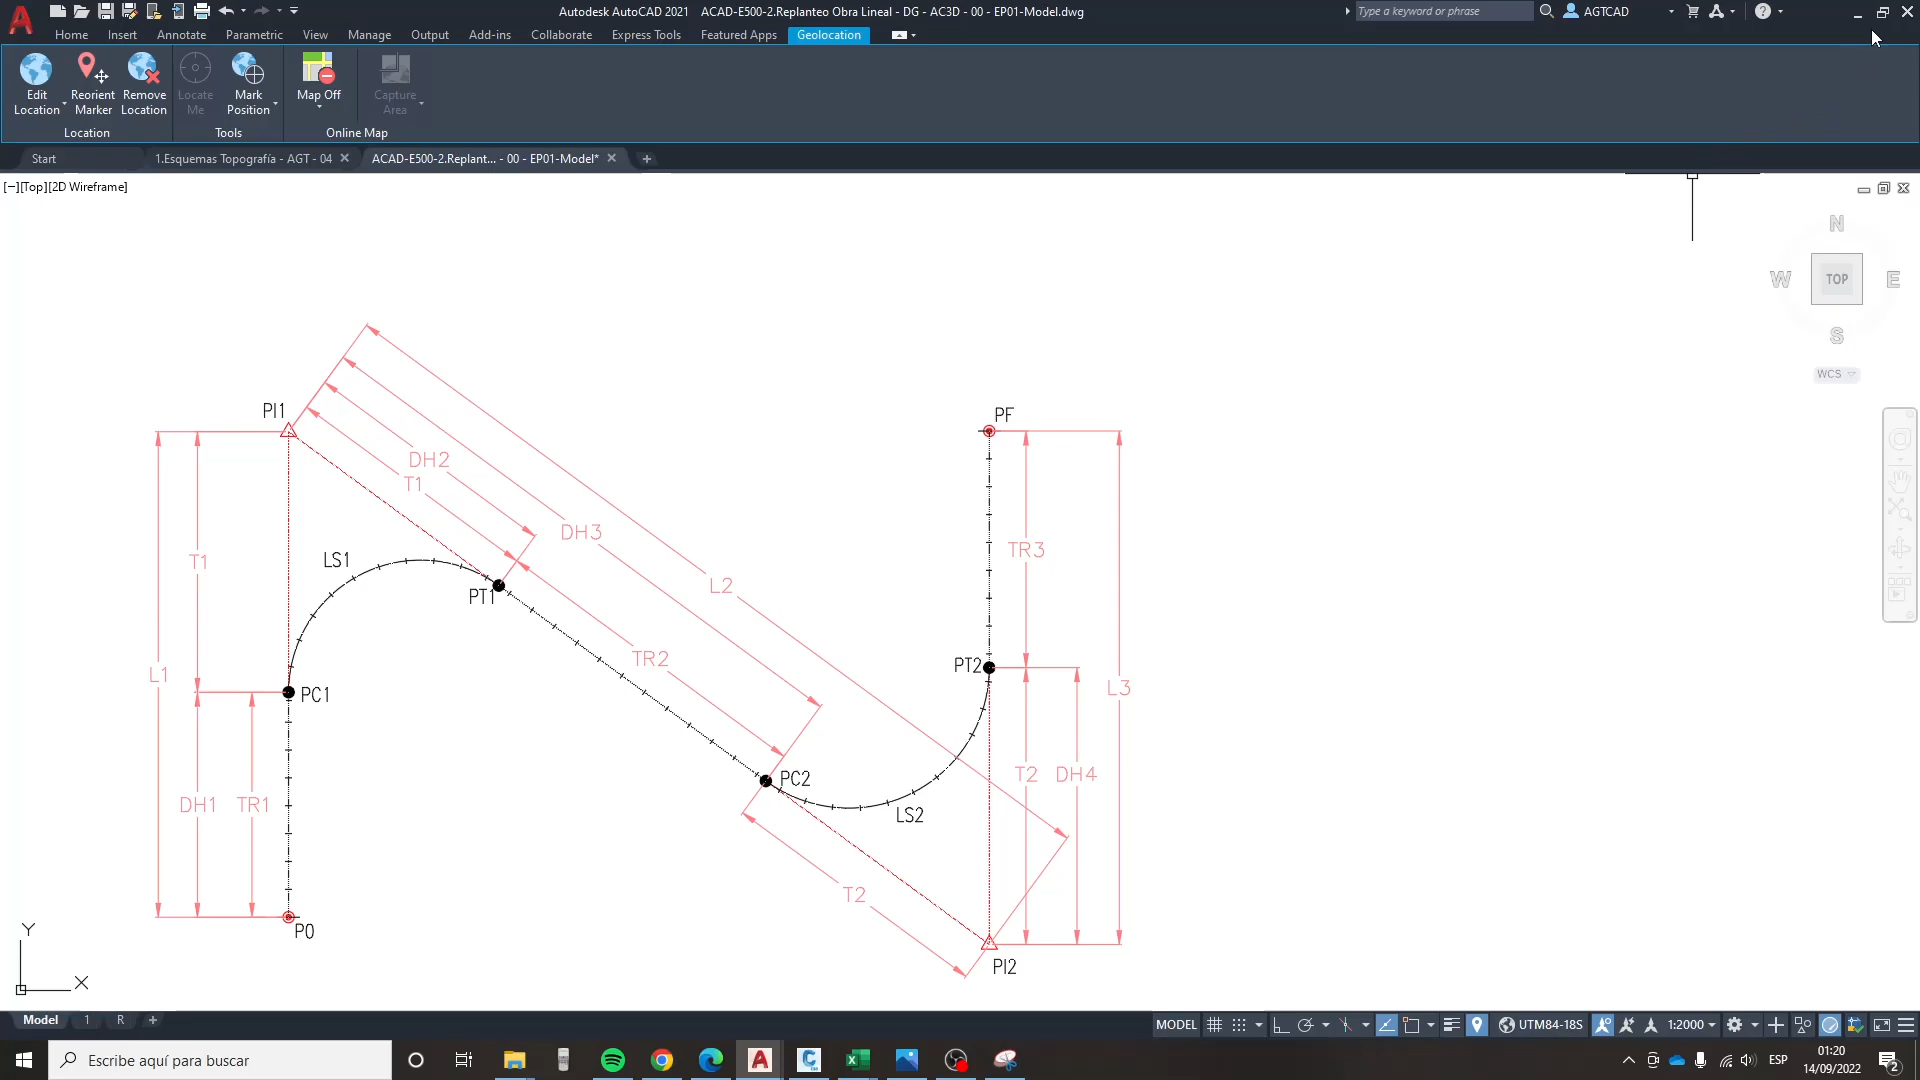 Autodesk AutoCAD 2021 ACAD-E500-2.Replanteo Obra Lineal - DG - AC3D - 00 - EP01-Model.dwg
Type a keyword or phrase
AGTCAD
Home Insert Annotate Parametric View Manage Output Add-ins Collaborate Express Tools Featured Apps Geolocation
Edit Location
Reorient Marker
Remove Location
Locate Me
Mark Position
Map Off
Capture Area
Location Tools Online Map
Start 1.Esquemas Topografía - AGT - 04 ACAD-E500-2.Replant... - 00 - EP01-Model*
[−][Top][2D Wireframe]
N
W TOP E
S
WCS
PI1
PF
DH2
T1
DH3
TR3
LS1
T1
L2
PT1
TR2
PT2
L1
PC1
L3
T2 DH4
PC2
DH1 TR1
LS2
T2
P0
PI2
Y
X
Model 1 R +
MODEL UTM84-18S 1:2000
Escribe aquí para buscar
ESP
01:20
14/09/2022
2